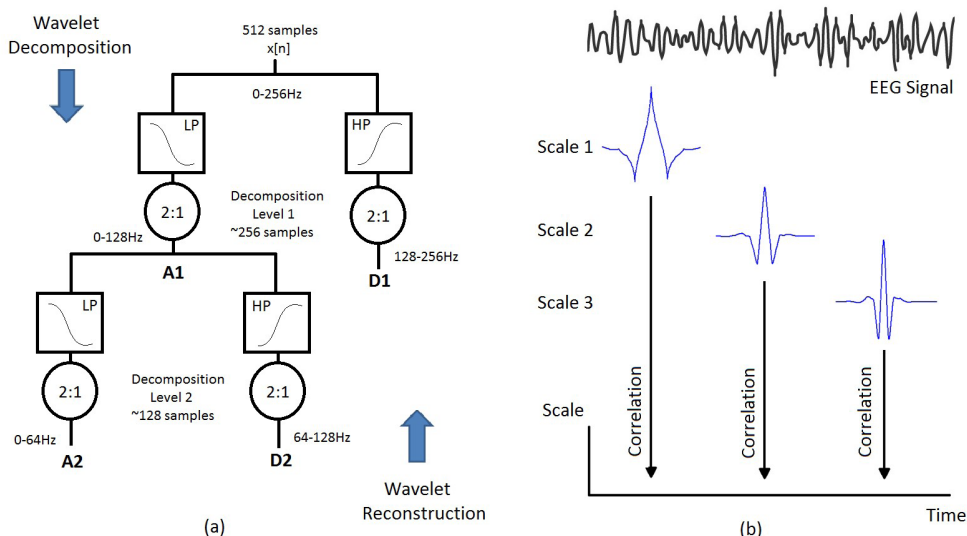 Wavelet
Decomposition
512 samples
x[n]
0-256Hz
LP
HP
2:1
Decomposition
Level 1
~256 samples
2:1
0-128Hz
A1
128-256Hz
D1
LP
HP
2:1
Decomposition
Level 2
~128 samples
2:1
0-64Hz
A2
64-128Hz
D2
Wavelet
Reconstruction
(a)
EEG Signal
Scale 1
Scale 2
Scale 3
Scale
Correlation
Correlation
Correlation
Time
(b)